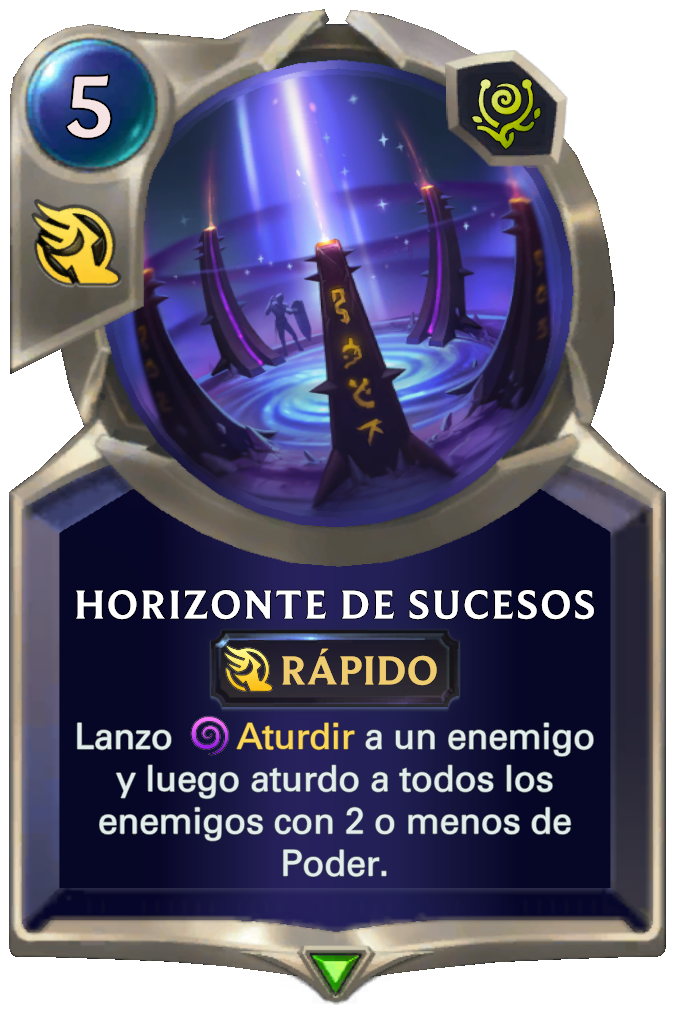 5
HORIZONTE DE SUCESOS
RÁPIDO
Lanzo Aturdir a un enemigo
y luego aturdo a todos los
enemigos con 2 o menos de
Poder.